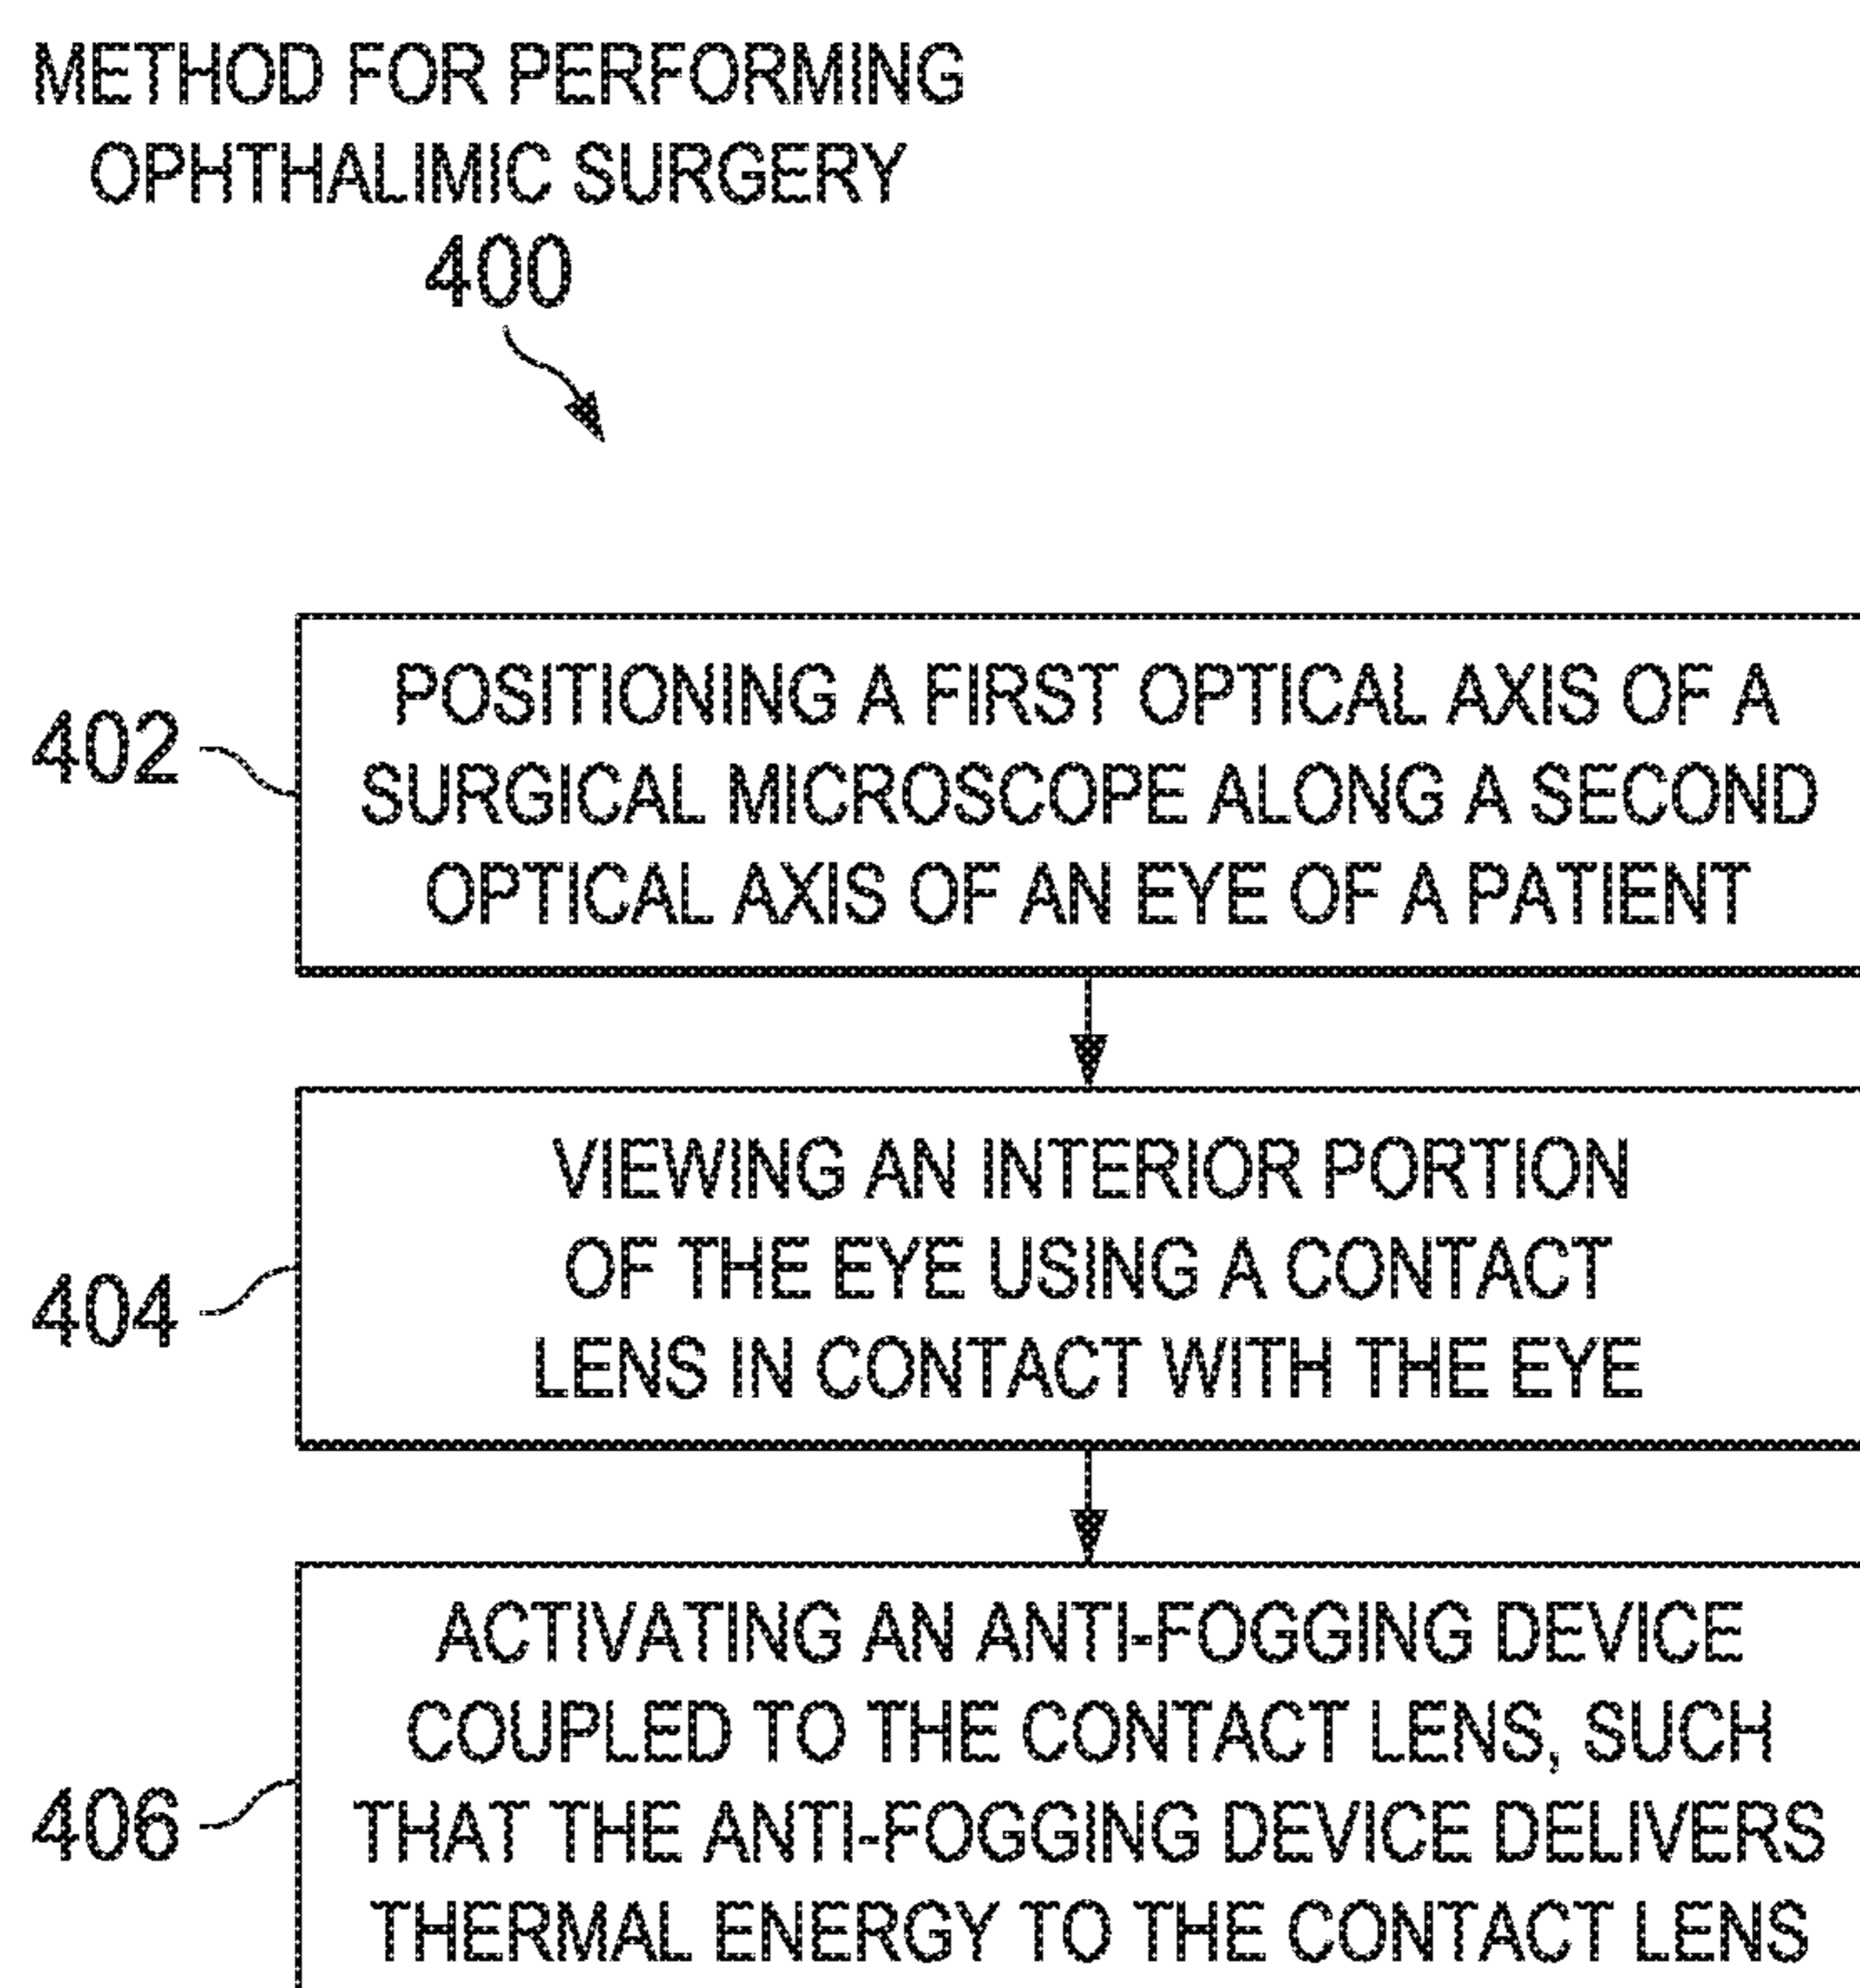 METHOD FOR PERFORMING
OPHTHALIMIC SURGERY
400
402
POSITIONING A FIRST OPTICAL AXIS OF A
SURGICAL MICROSCOPE ALONG A SECOND
OPTICAL AXIS OF AN EYE OF A PATIENT
404
VIEWING AN INTERIOR PORTION
OF THE EYE USING A CONTACT
LENS IN CONTACT WITH THE EYE
406
ACTIVATING AN ANTI-FOGGING DEVICE
COUPLED TO THE CONTACT LENS, SUCH
THAT THE ANTI-FOGGING DEVICE DELIVERS
THERMAL ENERGY TO THE CONTACT LENS